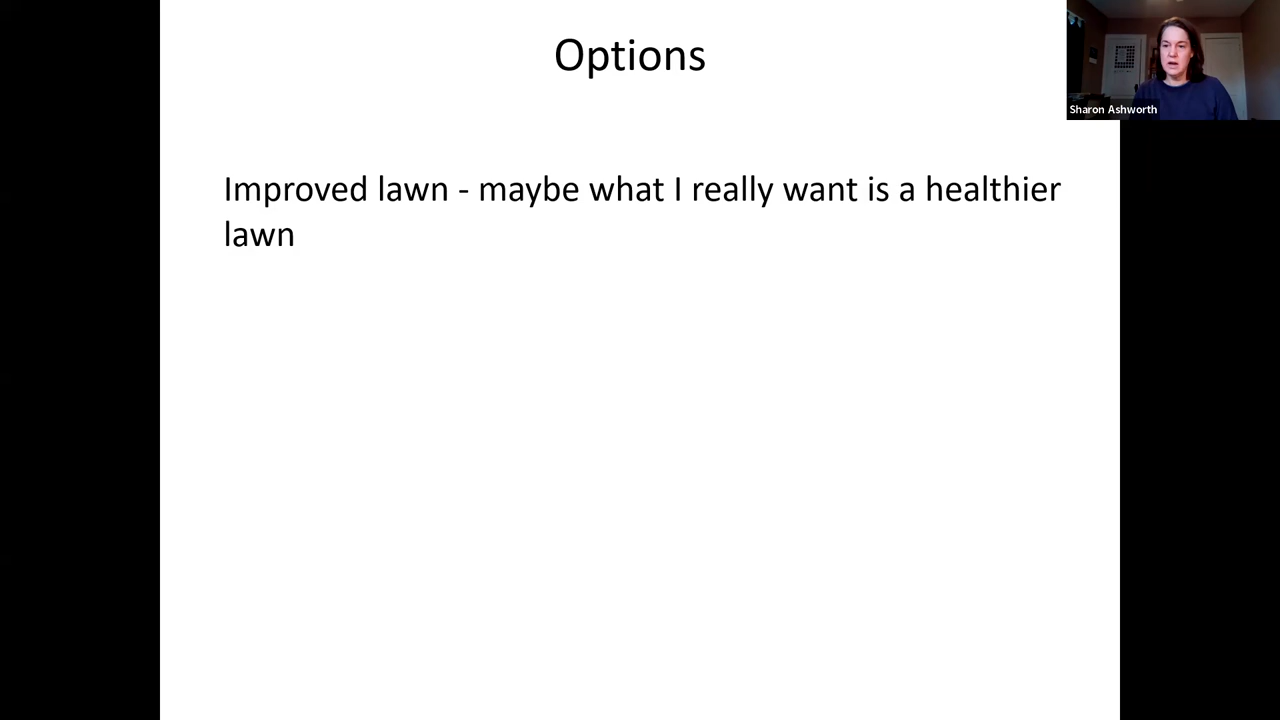 Options
Sharon Ashworth
Improved lawn - maybe what I really want is a healthier
lawn